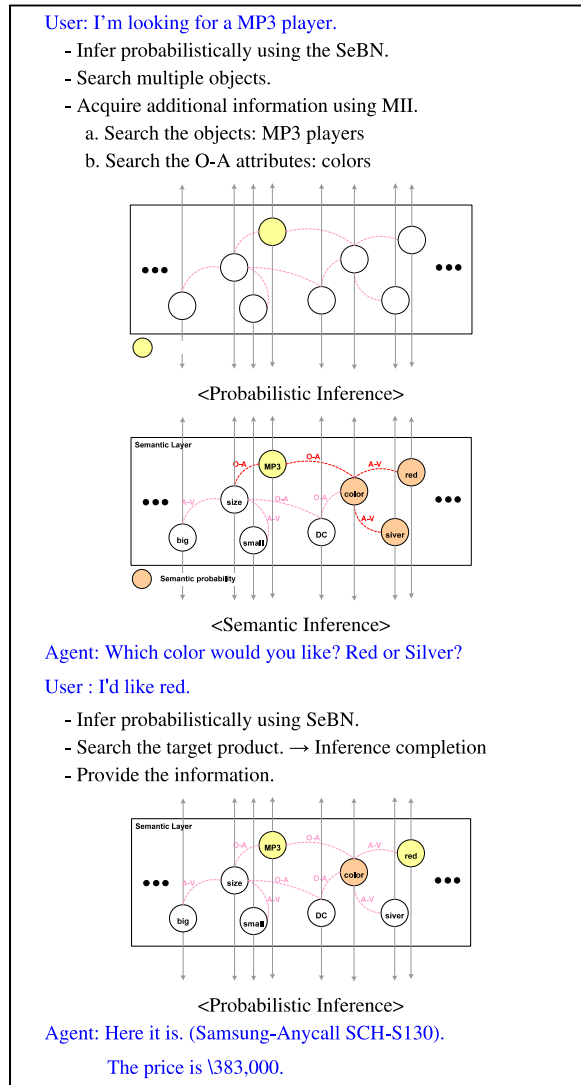 User: I'm looking for a MP3 player.
- Infer probabilistically using the SeBN.
- Search multiple objects.
- Acquire additional information using MII.
a. Search the objects: MP3 players
b. Search the O-A attributes: colors
●●● ●●●
<Probabilistic Inference>
Semantic Layer
O-A MP3 O-A A-V red
●●● A-V size O-A O-A color ●●●
big A-V small DC A-V siver
Semantic probability
<Semantic Inference>
Agent: Which color would you like? Red or Silver?
User : I'd like red.
- Infer probabilistically using SeBN.
- Search the target product. → Inference completion
- Provide the information.
Semantic Layer
O-A MP3 O-A A-V red
●●● A-V size O-A O-A color ●●●
big A-V small DC A-V siver
<Probabilistic Inference>
Agent: Here it is. (Samsung-Anycall SCH-S130).
The price is \383,000.